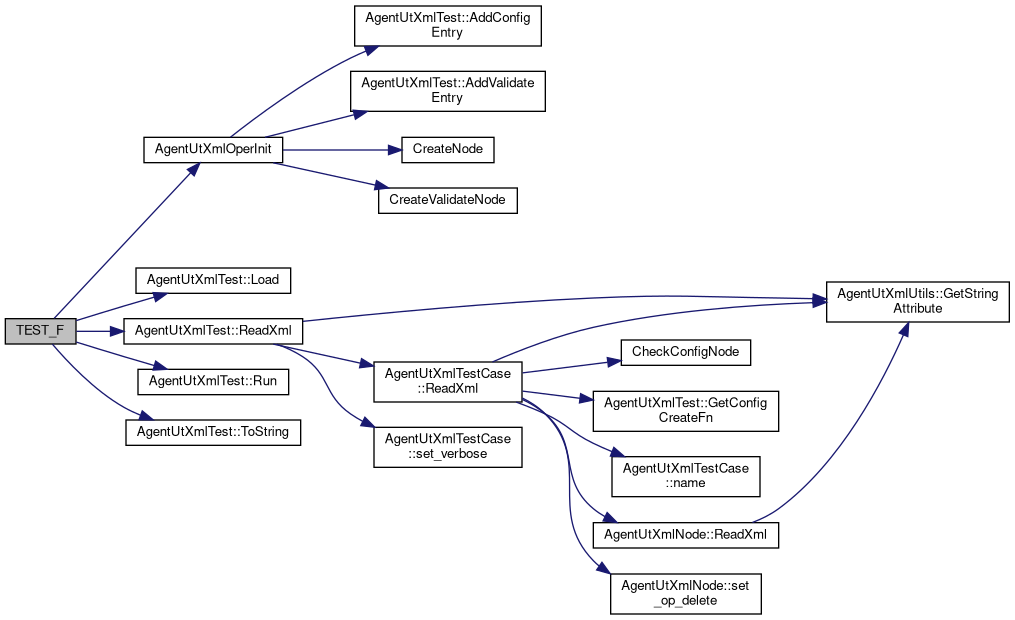 AgentUtXmlTest::AddConfig
Entry
AgentUtXmlTest::AddValidate
Entry
AgentUtXmlOperInit
CreateNode
CreateValidateNode
AgentUtXmlTest::Load
AgentUtXmlUtils::GetString
Attribute
TEST_F
AgentUtXmlTest::ReadXml
CheckConfigNode
AgentUtXmlTestCase
::ReadXml
AgentUtXmlTest::Run
AgentUtXmlTest::GetConfig
CreateFn
AgentUtXmlTest::ToString
AgentUtXmlTestCase
::set_verbose
AgentUtXmlTestCase
::name
AgentUtXmlNode::ReadXml
AgentUtXmlNode::set
_op_delete